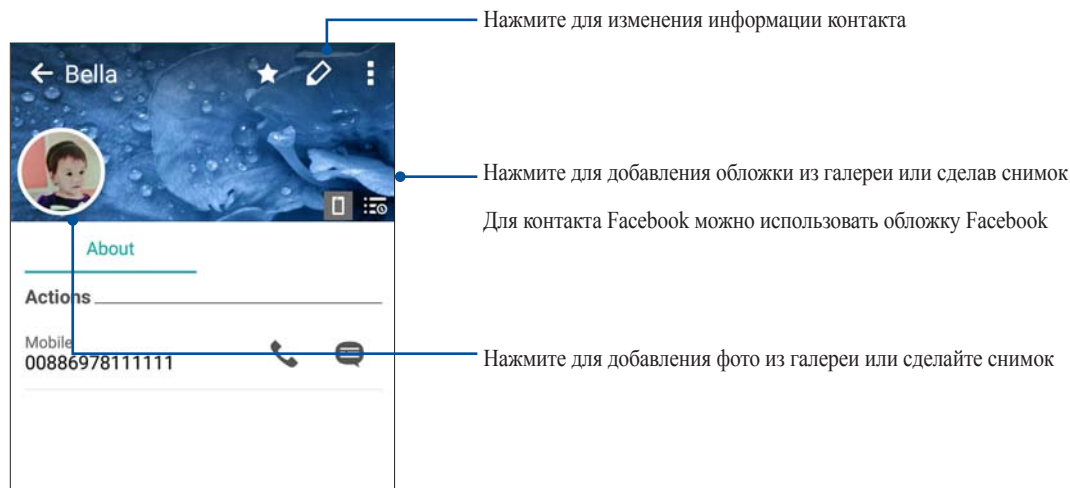 Нажмите для изменения информации контакта
Bella
Нажмите для добавления обложки из галереи или сделав снимок
Для контакта Facebook можно использовать обложку Facebook
About
Actions
Mobile
00886978111111
Нажмите для добавления фото из галереи или сделайте снимок